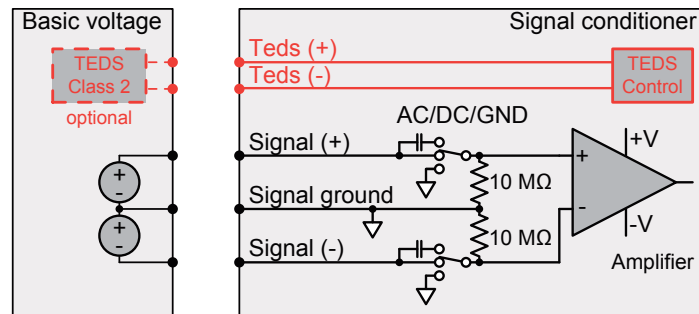 Basic voltage
Signal conditioner
TEDS
Class 2
optional
Teds (+)
Teds (-)
TEDS
Control
AC/DC/GND
Signal (+)
+V
+
-
+
-
10 MΩ
Signal ground
+
-
10 MΩ
-V
Signal (-)
Amplifier